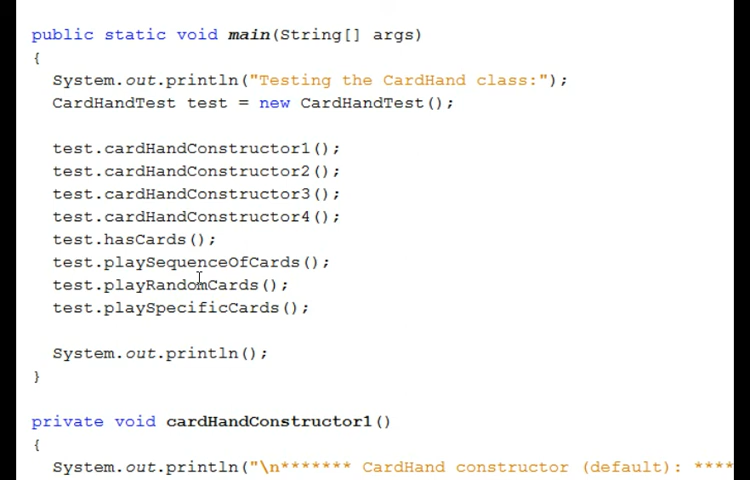 public static void main(String[] args)
{
System.out.println("Testing the CardHand class:");
CardHandTest test = new CardHandTest();
test.cardHandConstructor1();
test.cardHandConstructor2();
test.cardHandConstructor3();
test.cardHandConstructor4();
test.hasCards();
test.playSequenceOfCards();
test.playRandomCards();
test.playSpecificCards();
System.out.println();
}
private void cardHandConstructor1()
{
System.out.println("\n******* CardHand constructor (default): ****